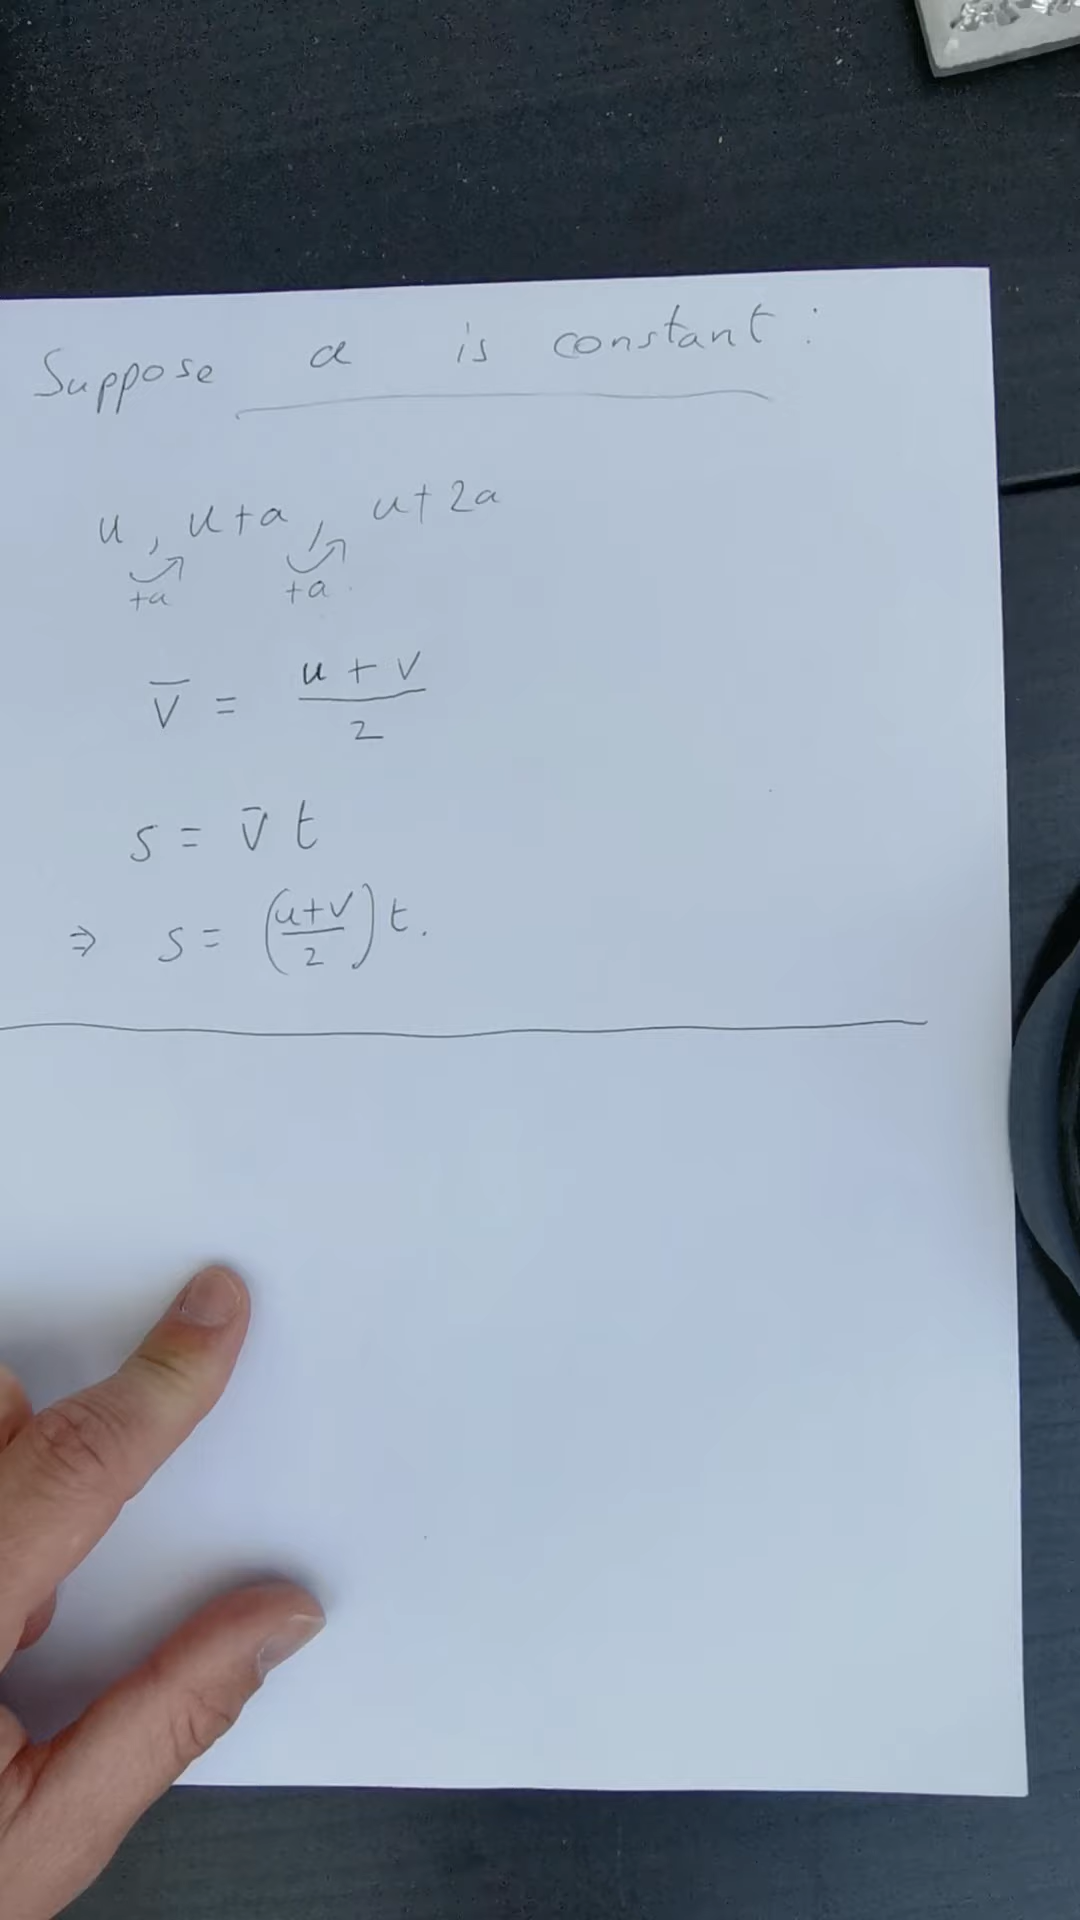 Suppose a is constant:
u, u+a, u+2a
+a +a
v̄ = u + v / 2
s = v̄ t
⇒ s = (u+v / 2) t.